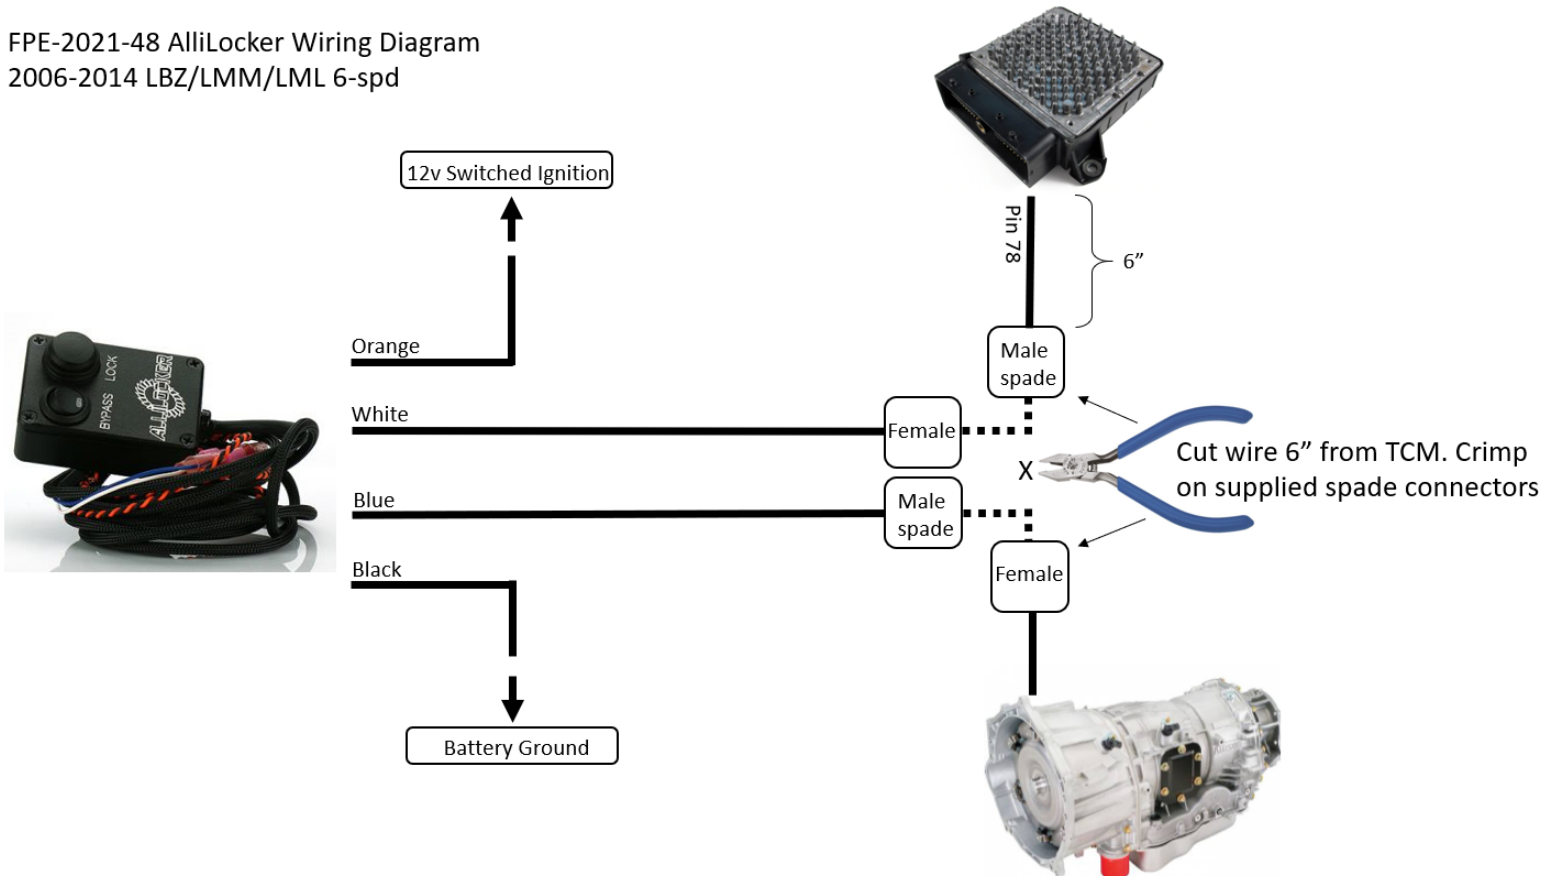 FPE-2021-48 AlliLocker Wiring Diagram
2006-2014 LBZ/LMM/LML 6-spd
12v Switched Ignition
Pin 78
6”
Orange
Male
spade
White
Female
X
Cut wire 6” from TCM. Crimp
on supplied spade connectors
Blue
Male
spade
Black
Female
Battery Ground
BYPASS LOCK
ALLILOCKER